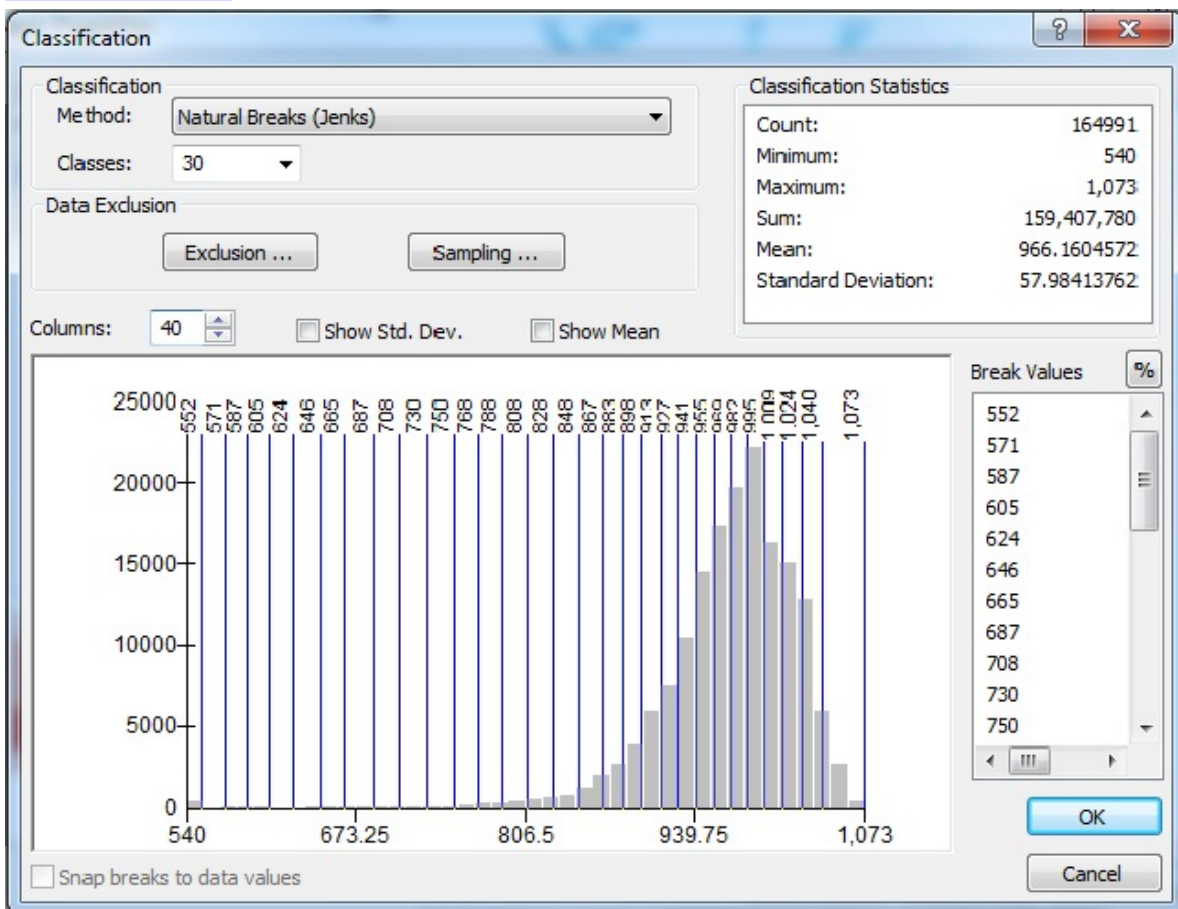 Classification
Classification
Method: Natural Breaks (Jenks)
Classes: 30
Data Exclusion
Exclusion ...
Sampling ...
Classification Statistics
Count: 164991
Minimum: 540
Maximum: 1,073
Sum: 159,407,780
Mean: 966.1604572
Standard Deviation: 57.98413762
Columns: 40 Show Std. Dev. Show Mean
552 571 587 605 624 646 665 687 708 730 750 768 788 808 828 848 867 883 898 913 927 941 955 969 982 995 1.009 1.024 1,040 1,073
25000
20000
15000
10000
5000
0
540 673.25 806.5 939.75 1,073
Break Values %
552
571
587
605
624
646
665
687
708
730
750
OK
Cancel
Snap breaks to data values